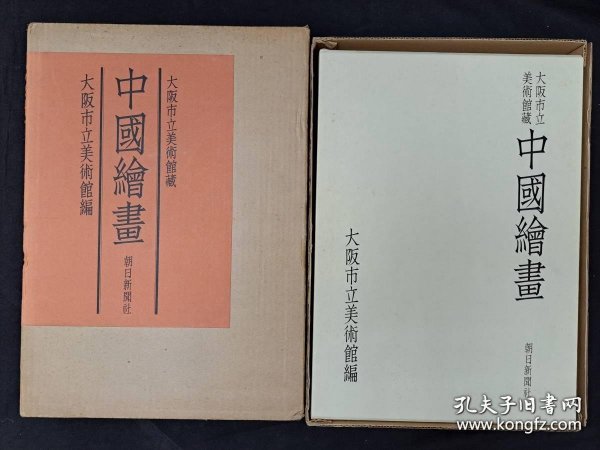 大阪市立美術館藏
中國繪畫
朝日新聞社
大阪市立美術館編
大阪市立
美術館藏
中國繪畫
朝日新聞社
大阪市立美術館編
孔夫子旧书网
www.kongfz.com